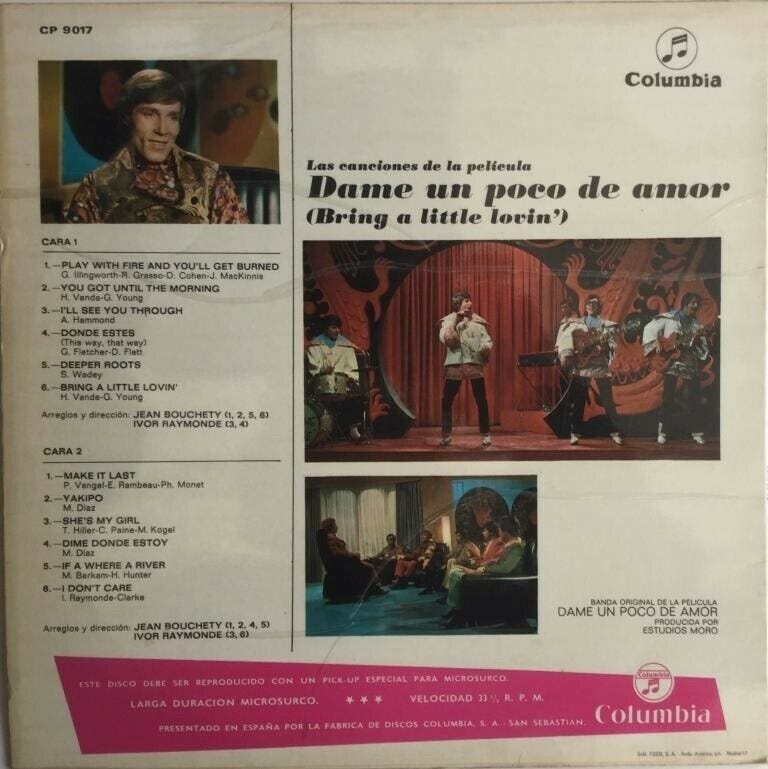 CP 9017
Columbia
Las canciones de la película
Dame un poco de amor
(Bring a little lovin')
CARA 1
1.—PLAY WITH FIRE AND YOU'LL GET BURNED
G. Illingworth-R. Grasso-D. Cohen-J. MacKinnis
2.—YOU GOT UNTIL THE MORNING
H. Vanda-G. Young
3.—I'LL SEE YOU THROUGH
A. Hammond
4.—DONDE ESTES
(This way, that way)
G. Fletcher-D. Flett
5.—DEEPER ROOTS
S. Wadey
6.—BRING A LITTLE LOVIN'
H. Vanda-G. Young
Arreglos y dirección: JEAN BOUCHETY (1, 2, 5, 6)
IVOR RAYMONDE (3, 4)
CARA 2
1.—MAKE IT LAST
P. Vangel-E. Rambeau-Ph. Monet
2.—YAKIPO
M. Díaz
3.—SHE'S MY GIRL
T. Hiller-C. Paine-M. Kogel
4.—DIME DONDE ESTOY
M. Díaz
5.—IF A WHERE A RIVER
M. Barkam-H. Hunter
6.—I DON'T CARE
I. Raymonde-Clarke
Arreglos y dirección: JEAN BOUCHETY (1, 2, 4, 5)
IVOR RAYMONDE (3, 6)
BANDA ORIGINAL DE LA PELICULA
DAME UN POCO DE AMOR
PRODUCIDA POR
ESTUDIOS MORO
ESTE DISCO DEBE SER REPRODUCIDO CON UN PICK-UP ESPECIAL PARA MICROSURCO.
LARGA DURACION MICROSURCO. ★ ★ ★ VELOCIDAD 33 ⅓ R. P. M.
PRESENTADO EN ESPAÑA POR LA FABRICA DE DISCOS COLUMBIA, S. A. - SAN SEBASTIAN.
Columbia
Columbia